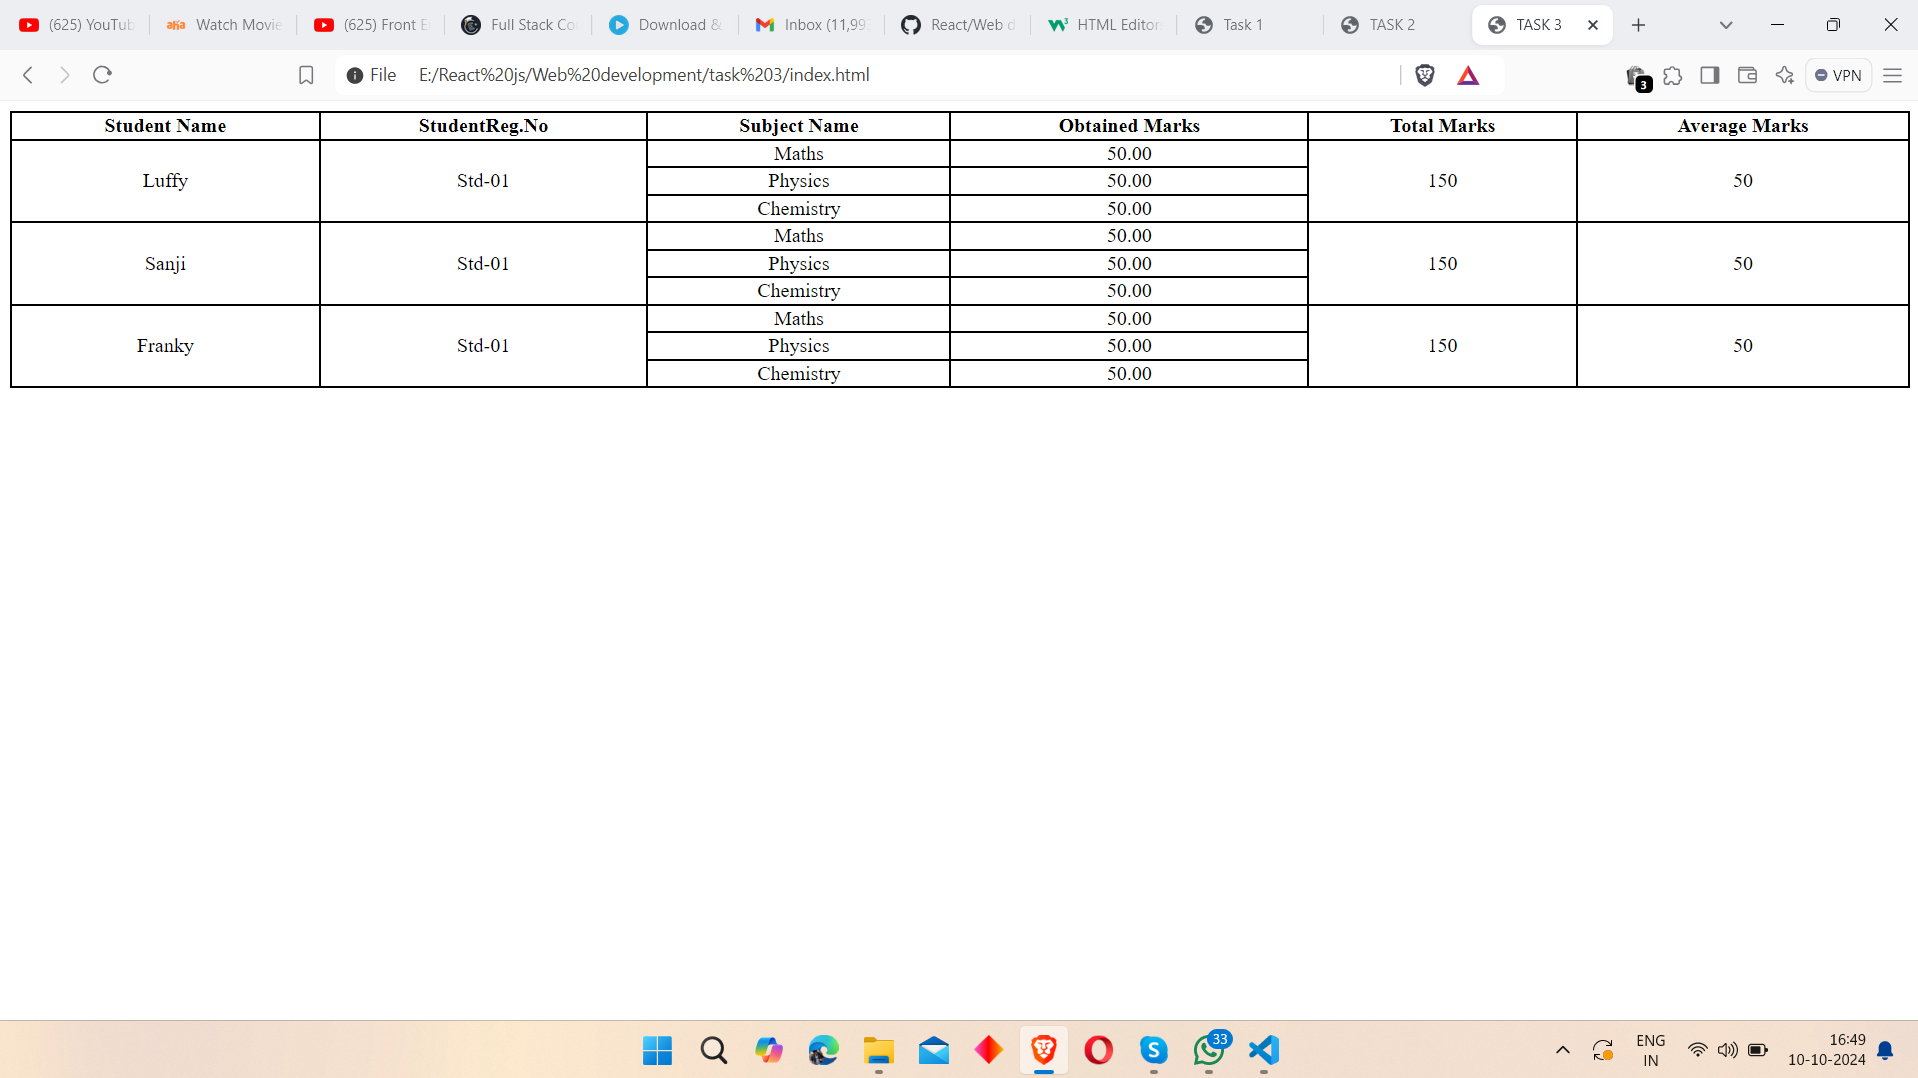 (625) YouTub Watch Movie (625) Front E Full Stack Co Download & Inbox (11,99 React/Web d HTML Editor Task 1 TASK 2 TASK 3
File E:/React%20js/Web%20development/task%203/index.html 3 VPN
Student Name StudentReg.No Subject Name Obtained Marks Total Marks Average Marks
Maths 50.00
Luffy Std-01 Physics 50.00 150 50
Chemistry 50.00
Maths 50.00
Sanji Std-01 Physics 50.00 150 50
Chemistry 50.00
Maths 50.00
Franky Std-01 Physics 50.00 150 50
Chemistry 50.00
33
ENG 16:49
IN 10-10-2024